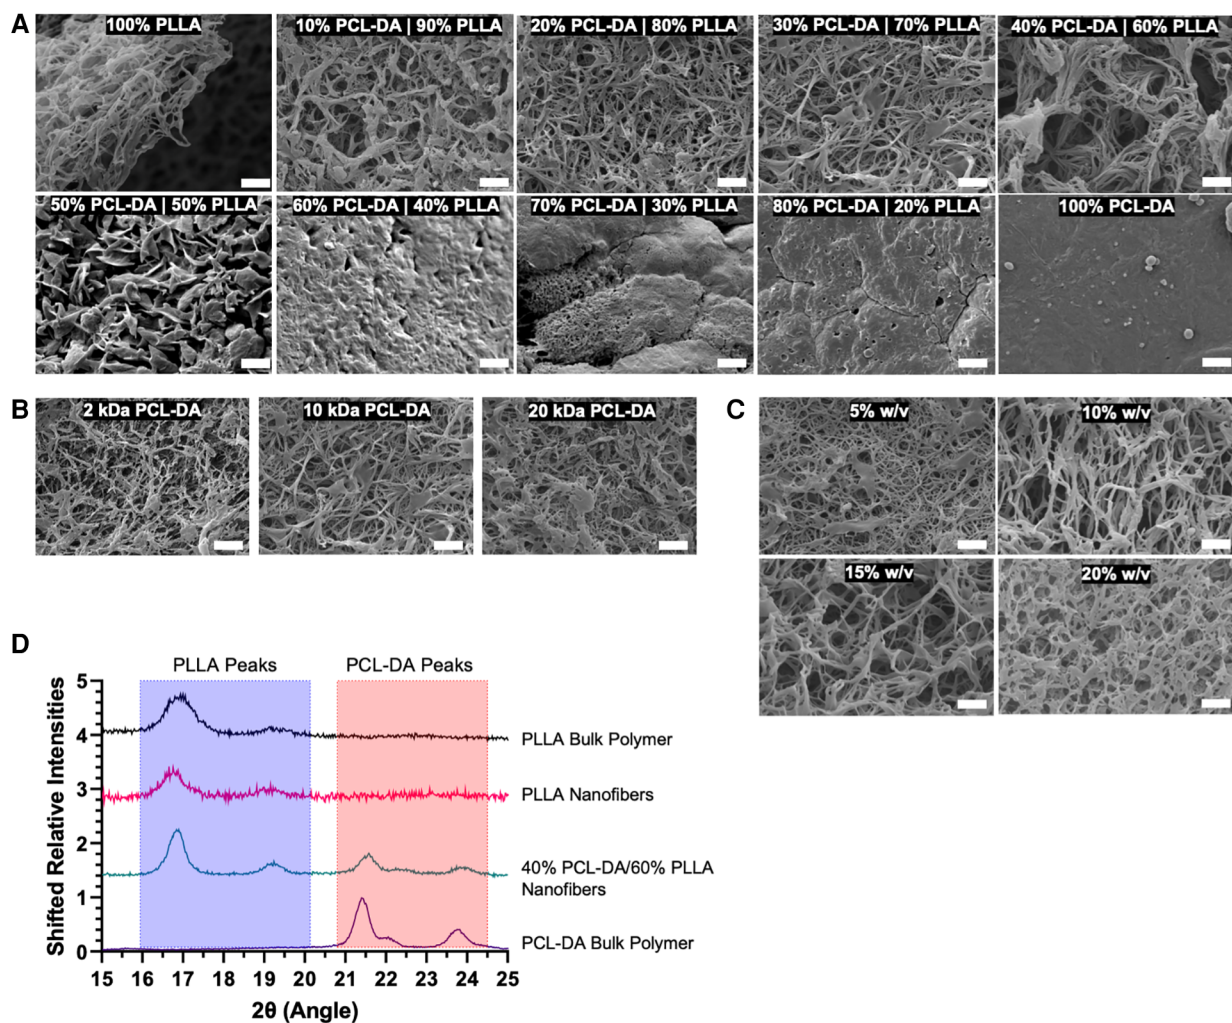 A
100% PLLA
10% PCL-DA | 90% PLLA
20% PCL-DA | 80% PLLA
30% PCL-DA | 70% PLLA
40% PCL-DA | 60% PLLA
50% PCL-DA | 50% PLLA
60% PCL-DA | 40% PLLA
70% PCL-DA | 30% PLLA
80% PCL-DA | 20% PLLA
100% PCL-DA
B
2 kDa PCL-DA
10 kDa PCL-DA
20 kDa PCL-DA
C
5% w/v
10% w/v
15% w/v
20% w/v
D
PLLA Peaks
PCL-DA Peaks
Shifted Relative Intensities
5
4
3
2
1
0
PLLA Bulk Polymer
PLLA Nanofibers
40% PCL-DA/60% PLLA
Nanofibers
PCL-DA Bulk Polymer
15 16 17 18 19 20 21 22 23 24 25
2θ (Angle)